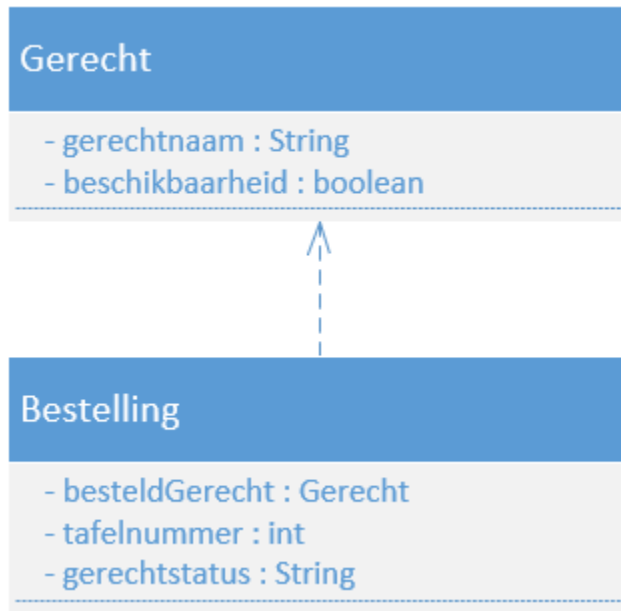 Gerecht
- gerechtnaam : String
- beschikbaarheid : boolean
Bestelling
- besteldGerecht : Gerecht
- tafelnummer : int
- gerechtstatus : String